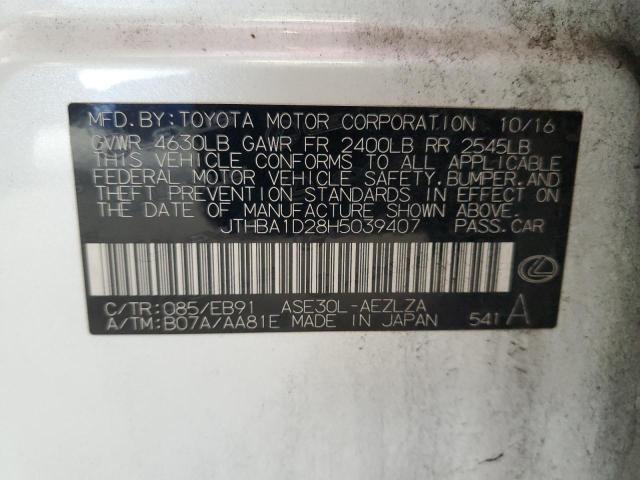 MFD. BY: TOYOTA MOTOR CORPORATION 10/16
GVWR 4630LB GAWR FR 2400LB RR 2545LB
THIS VEHICLE CONFORMS TO ALL APPLICABLE
FEDERAL MOTOR VEHICLE SAFETY, BUMPER, AND
THEFT PREVENTION STANDARDS IN EFFECT ON
THE DATE OF MANUFACTURE SHOWN ABOVE.
JTHBA1D28H5039407 PASS. CAR
C/TR: 085/EB91 ASE30L-AEZLZA
A/TM: B07A/AA81E MADE IN JAPAN 541 A